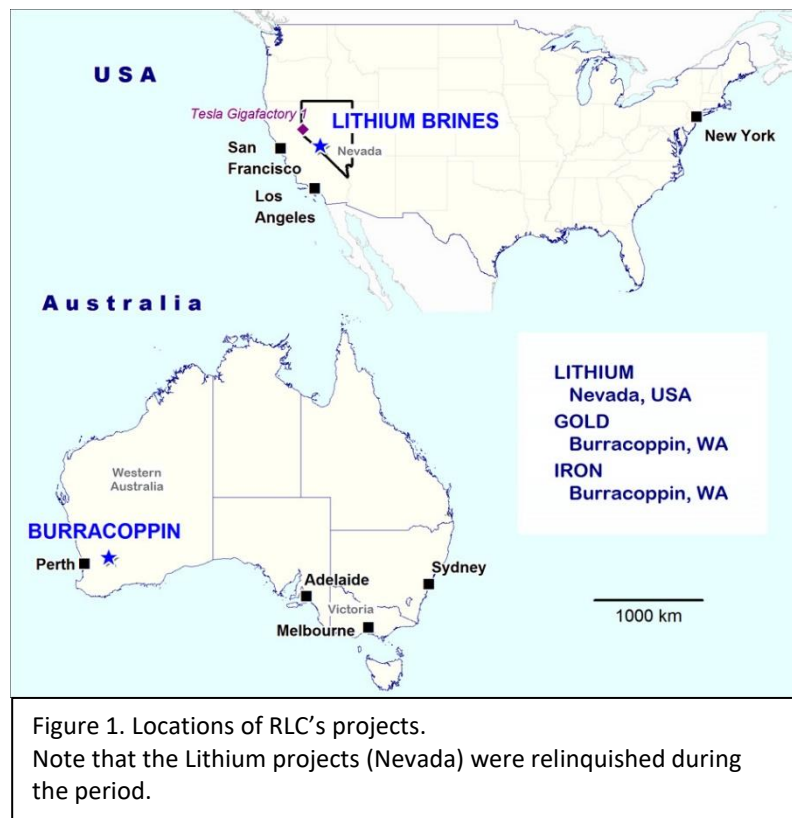 USA
Tesla Gigafactory 1
LITHIUM BRINES
Nevada
San
Francisco
Los
Angeles
New York
Australia
LITHIUM
Nevada, USA
GOLD
Burracoppin, WA
IRON
Burracoppin, WA
Western
Australia
BURRACOPPIN
Perth
Adelaide
Sydney
Victoria
Melbourne
1000 km
Figure 1. Locations of RLC's projects.
Note that the Lithium projects (Nevada) were relinquished during
the period.